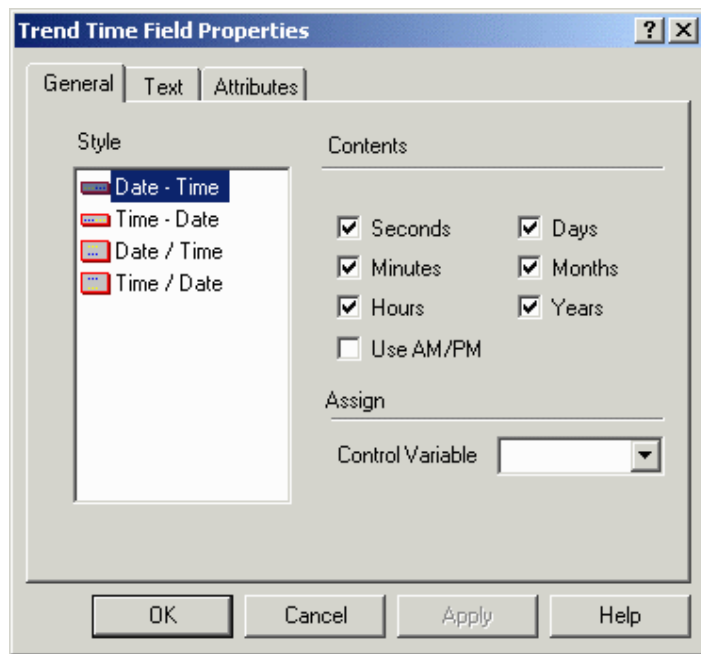 Trend Time Field Properties
General Text Attributes
Style
Date - Time
Time - Date
Date / Time
Time / Date
Contents
Seconds Days
Minutes Months
Hours Years
Use AM/PM
Assign
Control Variable
OK Cancel Apply Help